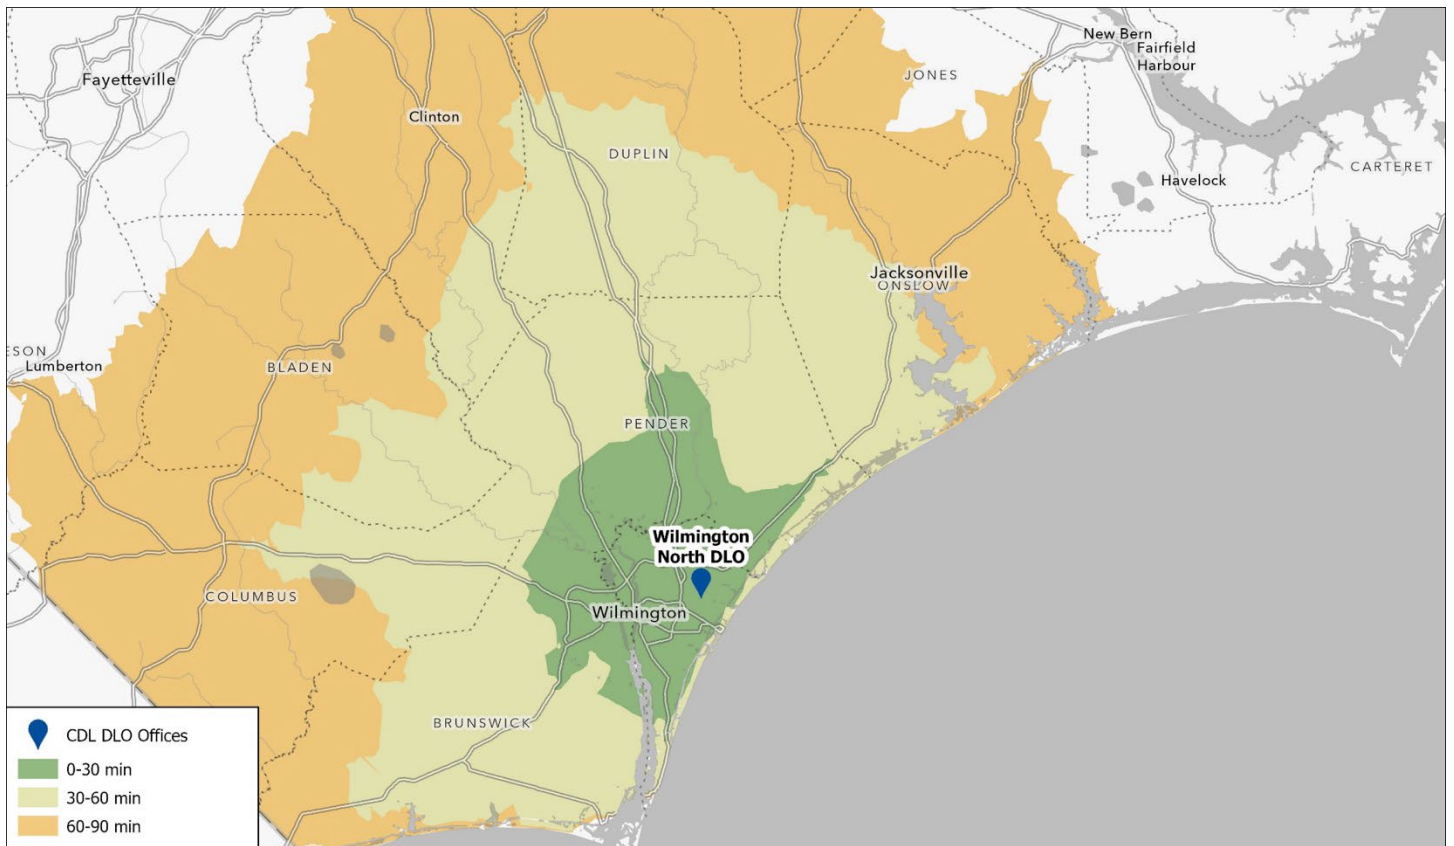 New Bern
Fairfield
Harbour
JONES
Fayetteville
Clinton
DUPLIN
CARTERET
Havelock
Jacksonville
ONSLOW
ESON
Lumberton
BLADEN
PENDER
Wilmington
North DLO
COLUMBUS
Wilmington
BRUNSWICK
CDL DLO Offices
0-30 min
30-60 min
60-90 min